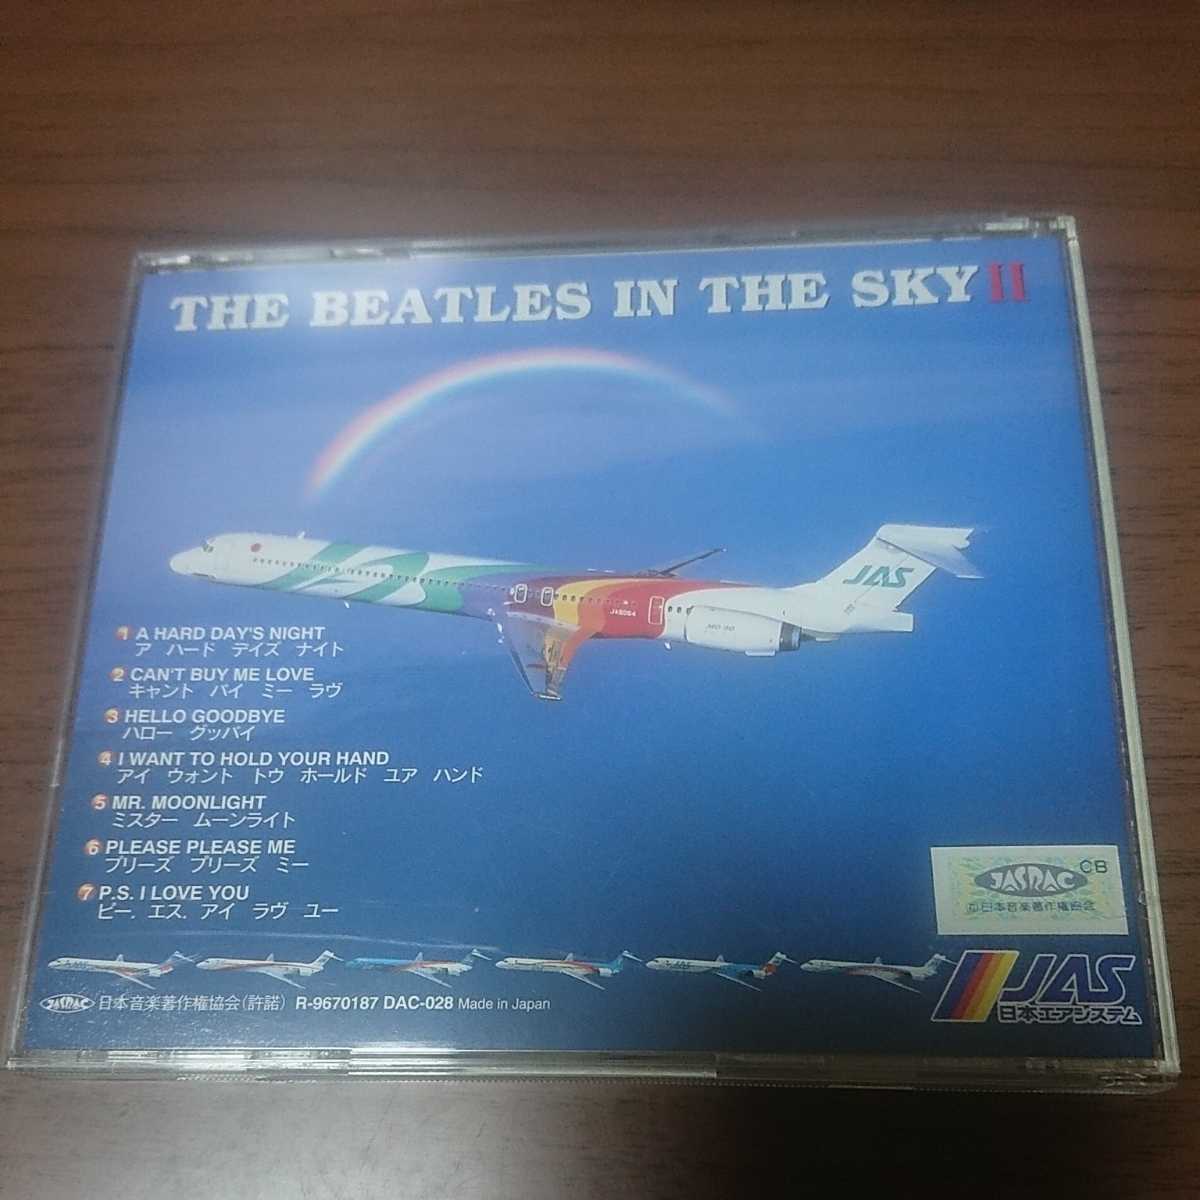 THE BEATLES IN THE SKY II
JAS
JA8064
MD-90
1 A HARD DAY'S NIGHT
ア ハード デイズ ナイト
2 CAN'T BUY ME LOVE
キャント バイ ミー ラヴ
3 HELLO GOODBYE
ハロー グッバイ
4 I WANT TO HOLD YOUR HAND
アイ ウォント トゥ ホールド ユア ハンド
5 MR. MOONLIGHT
ミスター ムーンライト
6 PLEASE PLEASE ME
プリーズ プリーズ ミー
7 P.S. I LOVE YOU
ピー．エス．アイ ラヴ ユー
JASRAC
CB
日本音楽著作権協会
JASRAC 日本音楽著作権協会(許諾) R-9670187 DAC-028 Made in Japan
JAS
日本エアシステム